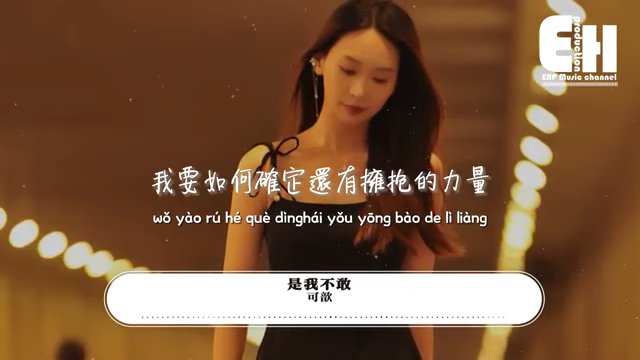 EH
production
EHP Music channel
我要如何確定還有擁抱的力量
wǒ yào rú hé què dìnghái yǒu yōng bào de lì liàng
是我不敢
可歆